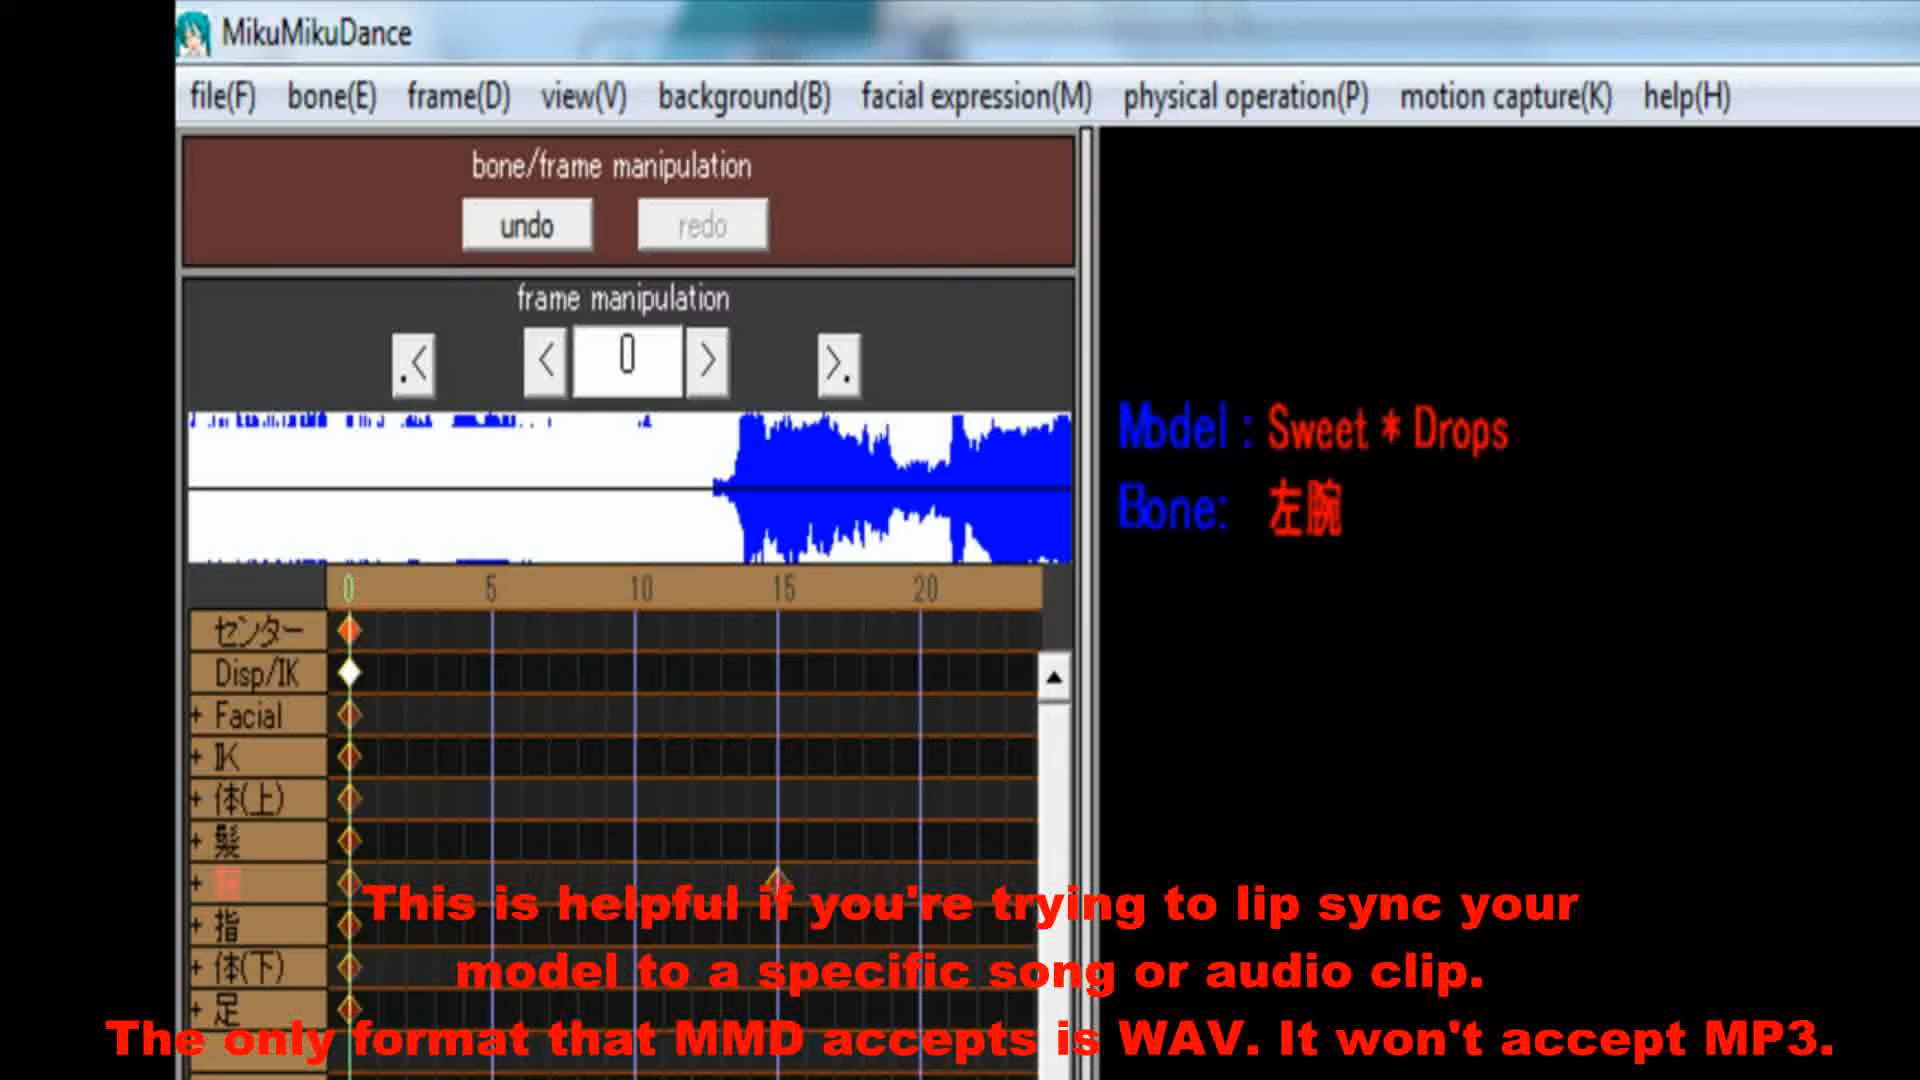 MikuMikuDance
file(F) bone(E) frame(D) view(V) background(B) facial expression(M) physical operation(P) motion capture(K) help(H)
bone/frame manipulation
undo redo
frame manipulation
.< < 0 > >.
Model : Sweet * Drops
Bone: 左腕
0 5 10 15 20
センター
Disp/IK
+ Facial
+ IK
+ 体(上)
+ 髪
+ 指
+ 体(下)
+ 足
This is helpful if you're trying to lip sync your
model to a specific song or audio clip.
The only format that MMD accepts is WAV. It won't accept MP3.